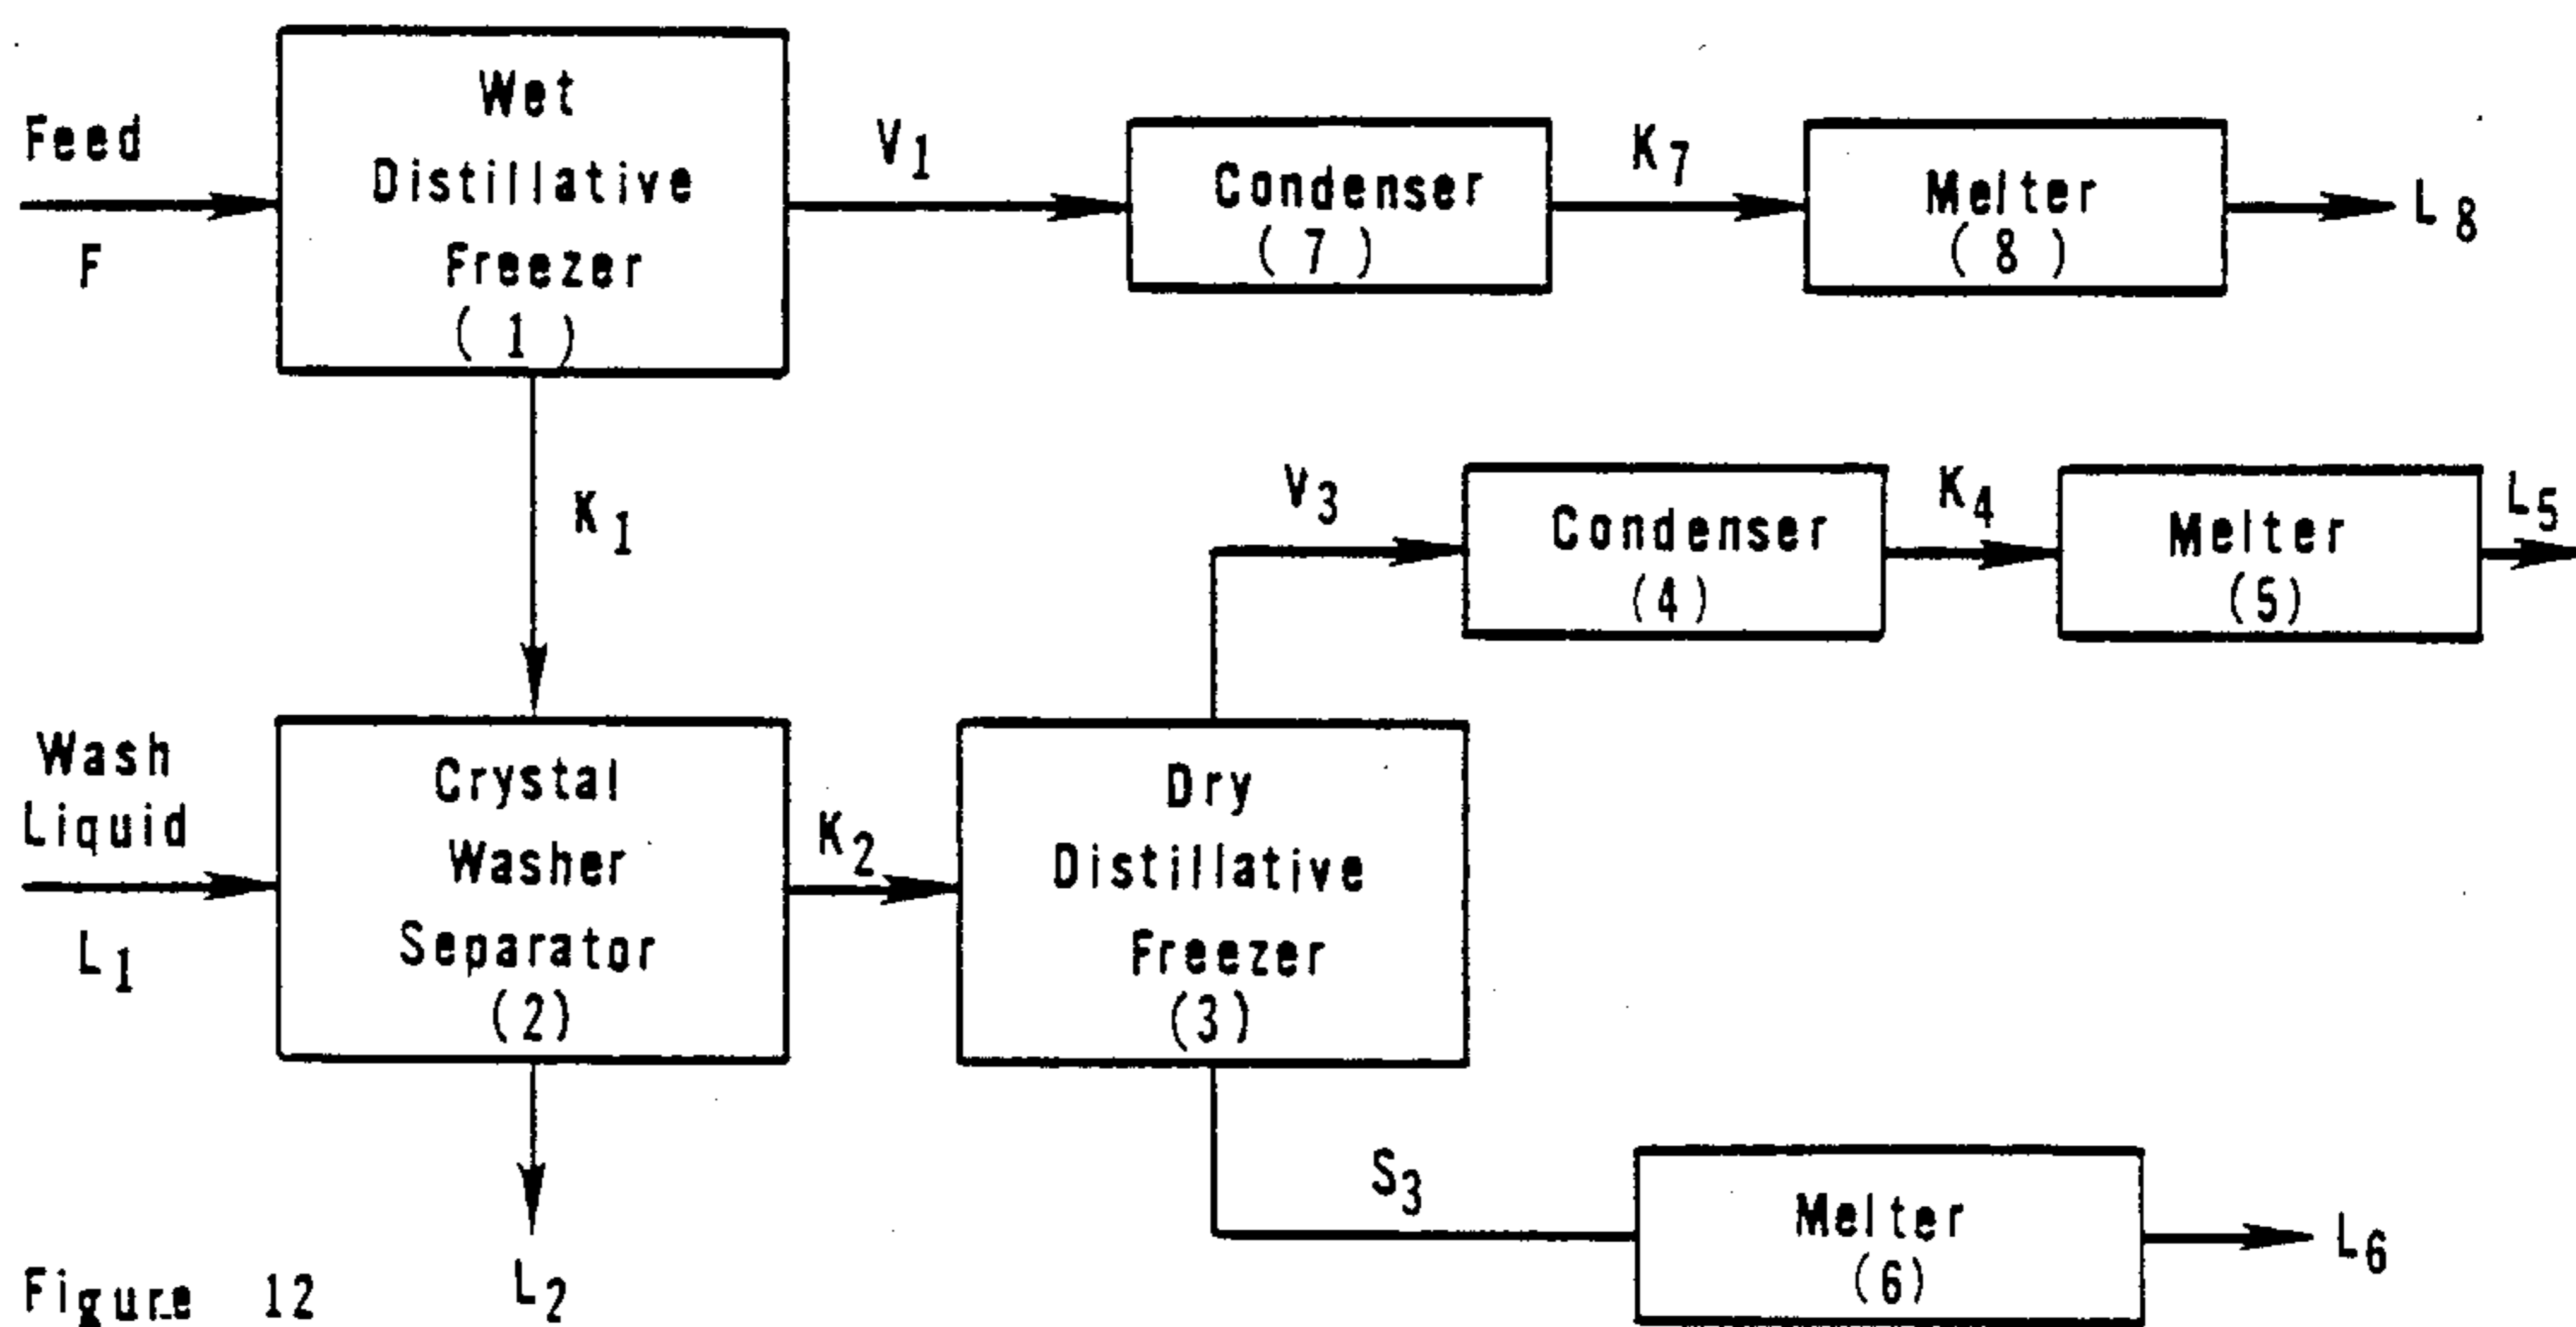 Feed
F
Wet
Distillative
Freezer
(1)
V1
Condenser
(7)
K7
Melter
(8)
L8
K1
V3
Condenser
(4)
K4
Melter
(5)
L5
Wash
Liquid
L1
Crystal
Washer
Separator
(2)
K2
Dry
Distillative
Freezer
(3)
S3
Melter
(6)
L6
L2
Figure 12